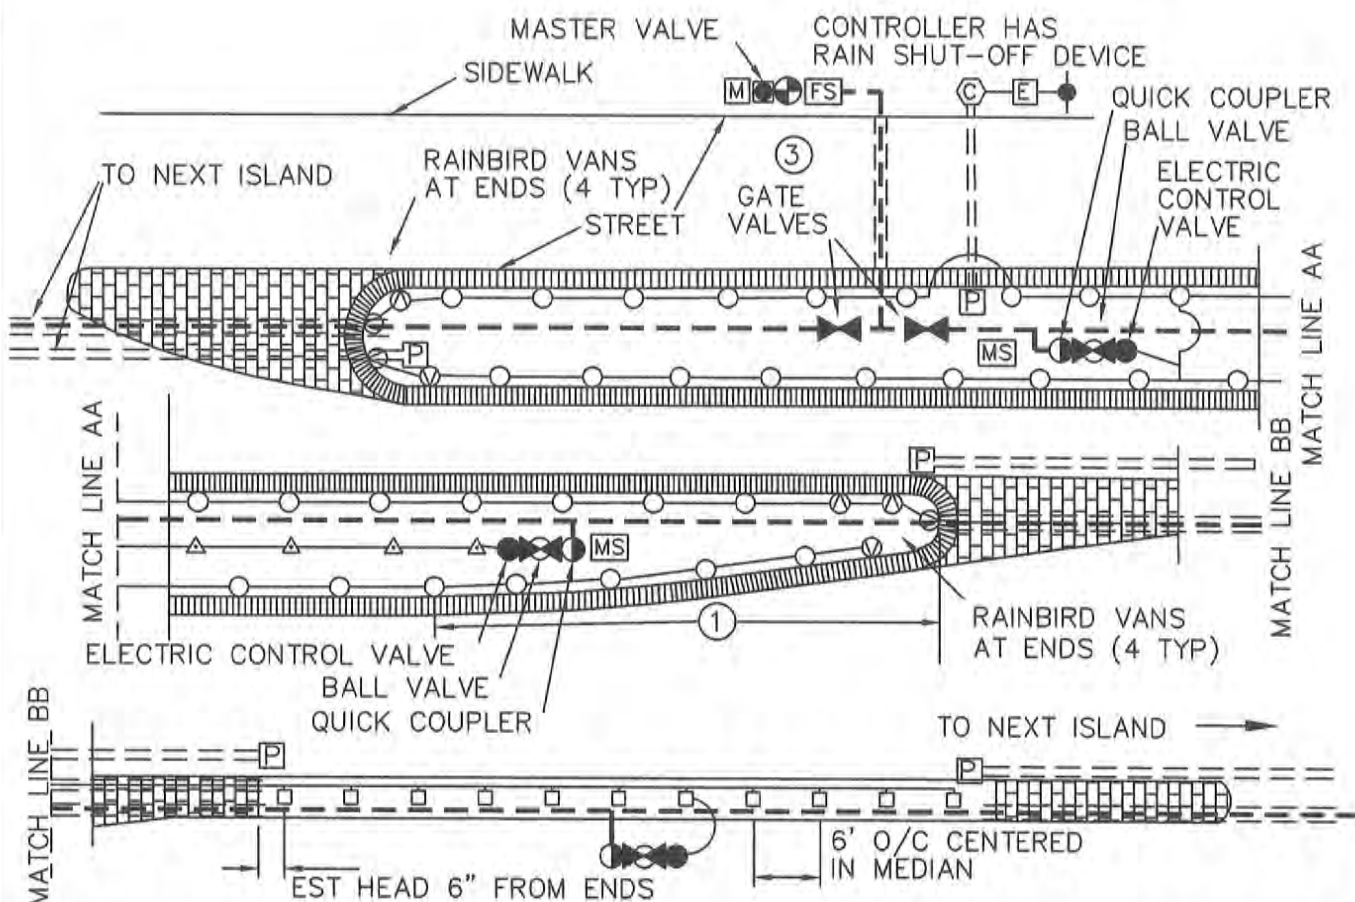 MASTER VALVE
CONTROLLER HAS
RAIN SHUT-OFF DEVICE
SIDEWALK
M
FS
C
E
QUICK COUPLER
BALL VALVE
TO NEXT ISLAND
RAINBIRD VANS
AT ENDS (4 TYP)
3
ELECTRIC
CONTROL
VALVE
STREET
GATE
VALVES
P
MS
P
MATCH LINE AA
MATCH LINE AA
P
MS
MATCH LINE BB
1
RAINBIRD VANS
AT ENDS (4 TYP)
ELECTRIC CONTROL VALVE
BALL VALVE
QUICK COUPLER
TO NEXT ISLAND
MATCH LINE BB
P
P
6' O/C CENTERED
IN MEDIAN
EST HEAD 6" FROM ENDS